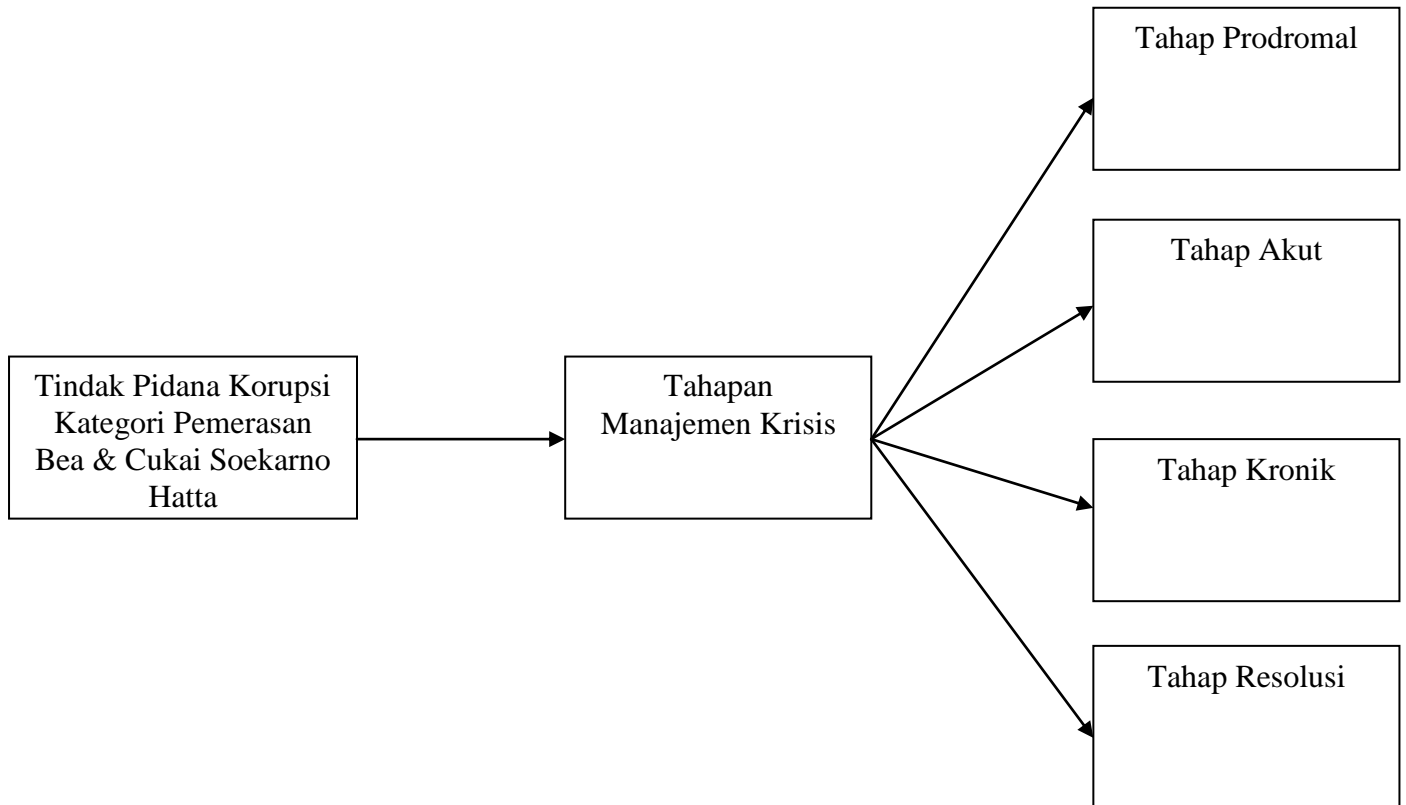 Tindak Pidana Korupsi
Kategori Pemerasan
Bea & Cukai Soekarno
Hatta
Tahapan
Manajemen Krisis
Tahap Prodromal
Tahap Akut
Tahap Kronik
Tahap Resolusi